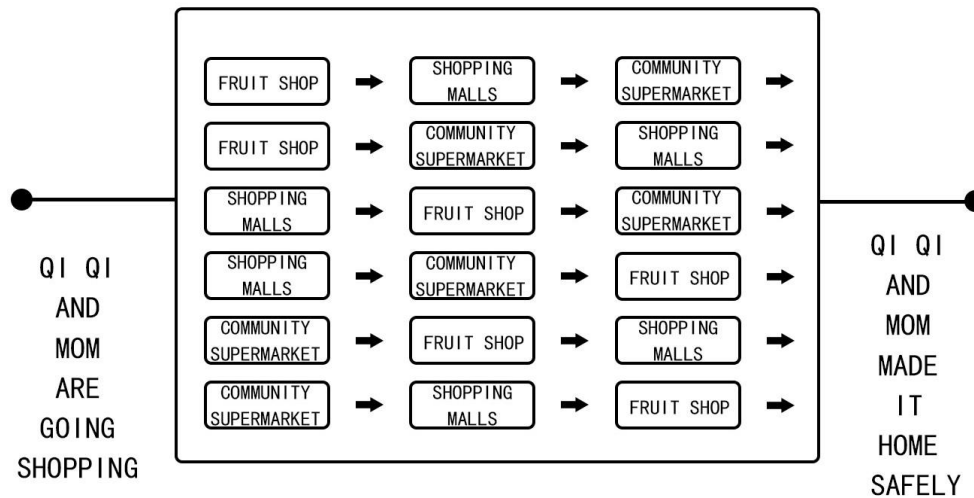 FRUIT SHOP
SHOPPING
MALLS
COMMUNITY
SUPERMARKET
FRUIT SHOP
COMMUNITY
SUPERMARKET
SHOPPING
MALLS
SHOPPING
MALLS
FRUIT SHOP
COMMUNITY
SUPERMARKET
SHOPPING
MALLS
COMMUNITY
SUPERMARKET
FRUIT SHOP
COMMUNITY
SUPERMARKET
FRUIT SHOP
SHOPPING
MALLS
COMMUNITY
SUPERMARKET
SHOPPING
MALLS
FRUIT SHOP
QI QI
AND
MOM
ARE
GOING
SHOPPING
QI QI
AND
MOM
MADE
IT
HOME
SAFELY